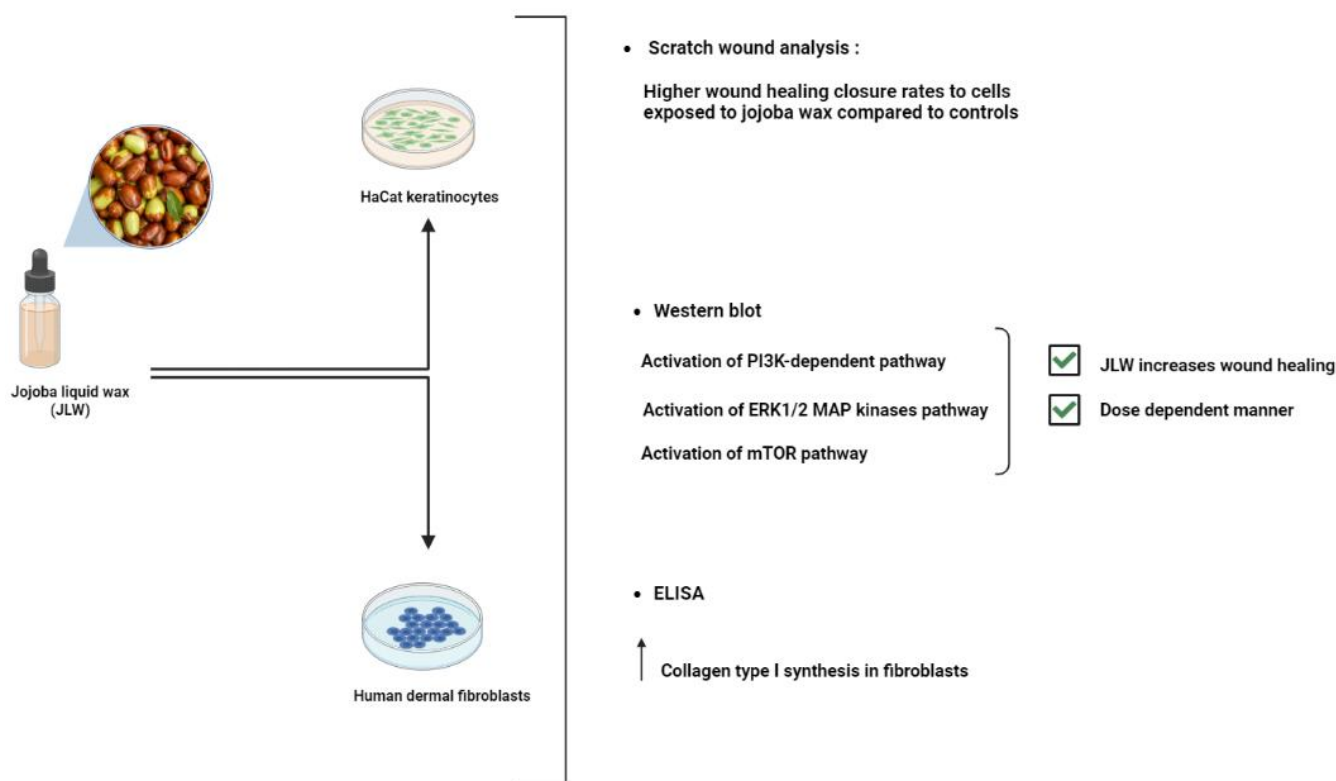 HaCat keratinocytes
Jojoba liquid wax
(JLW)
Human dermal fibroblasts
• Scratch wound analysis :
Higher wound healing closure rates to cells
exposed to jojoba wax compared to controls
• Western blot
Activation of PI3K-dependent pathway
Activation of ERK1/2 MAP kinases pathway
Activation of mTOR pathway
JLW increases wound healing
Dose dependent manner
• ELISA
Collagen type I synthesis in fibroblasts